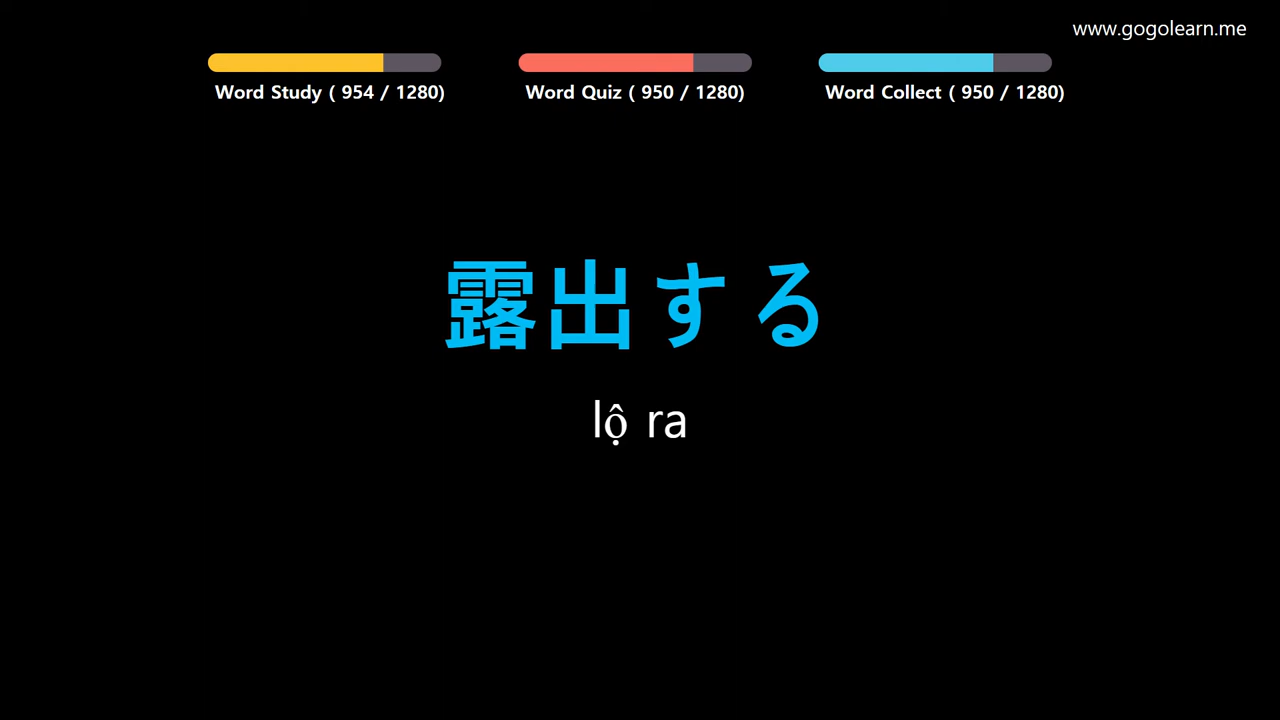 www.gogolearn.me
Word Study ( 954 / 1280)
Word Quiz ( 950 / 1280)
Word Collect ( 950 / 1280)
露出する
lộ ra